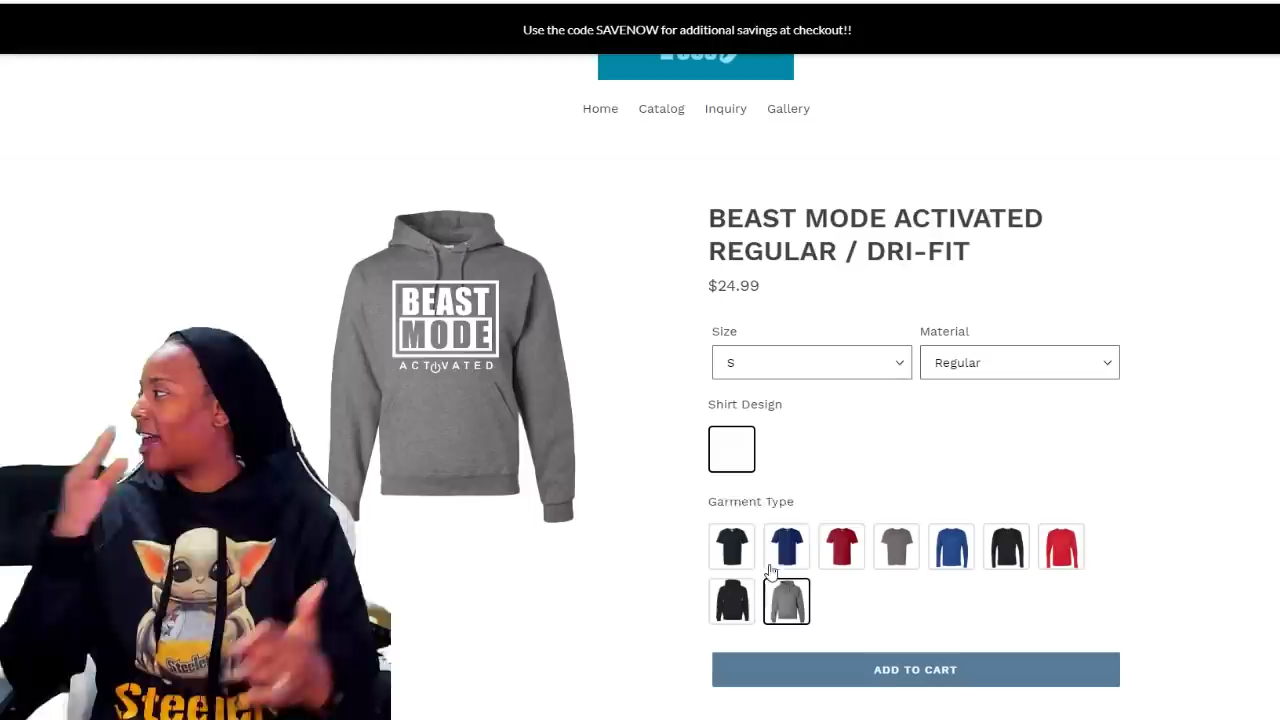 Use the code SAVENOW for additional savings at checkout!!
Home Catalog Inquiry Gallery
BEAST MODE ACTIVATED
REGULAR / DRI-FIT
$24.99
Size Material
S Regular
Shirt Design
Garment Type
ADD TO CART
BEAST
MODE
ACTIVATED
Steelers